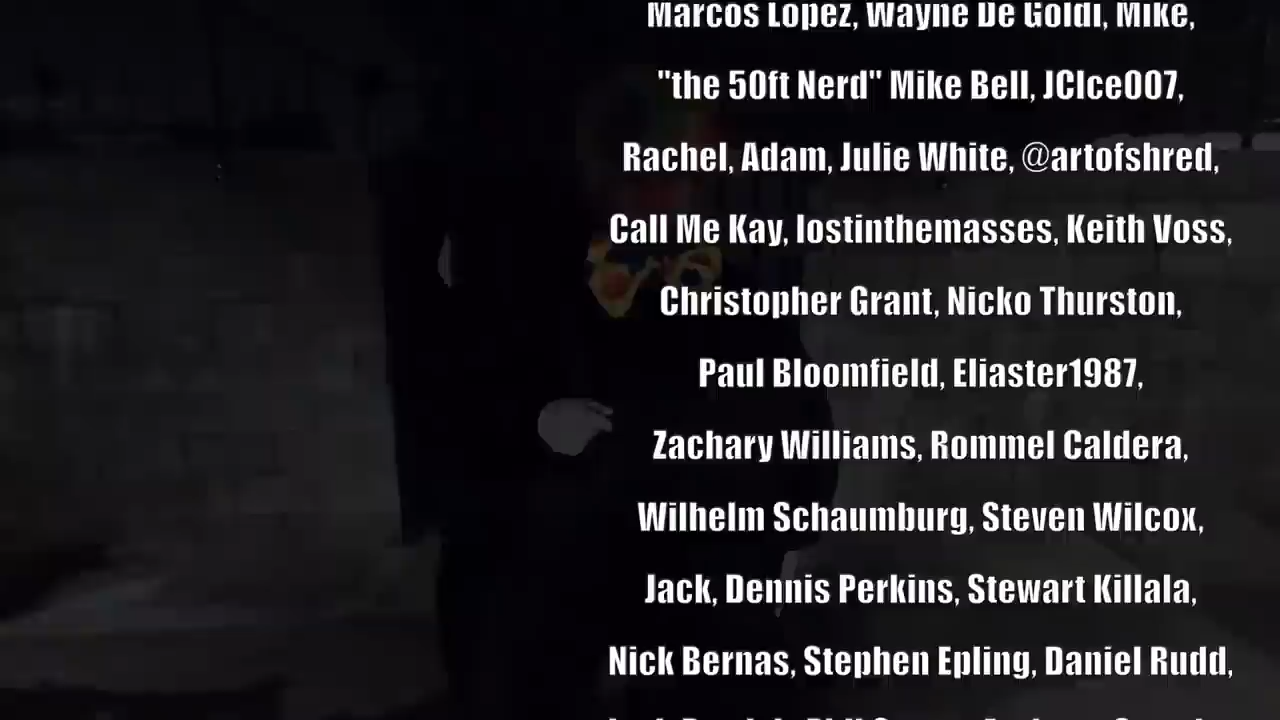 Marcos Lopez, Wayne De Goldi, Mike,
"the 50ft Nerd" Mike Bell, JCIce007,
Rachel, Adam, Julie White, @artofshred,
Call Me Kay, lostinthemasses, Keith Voss,
Christopher Grant, Nicko Thurston,
Paul Bloomfield, Eliaster1987,
Zachary Williams, Rommel Caldera,
Wilhelm Schaumburg, Steven Wilcox,
Jack, Dennis Perkins, Stewart Killala,
Nick Bernas, Stephen Epling, Daniel Rudd,